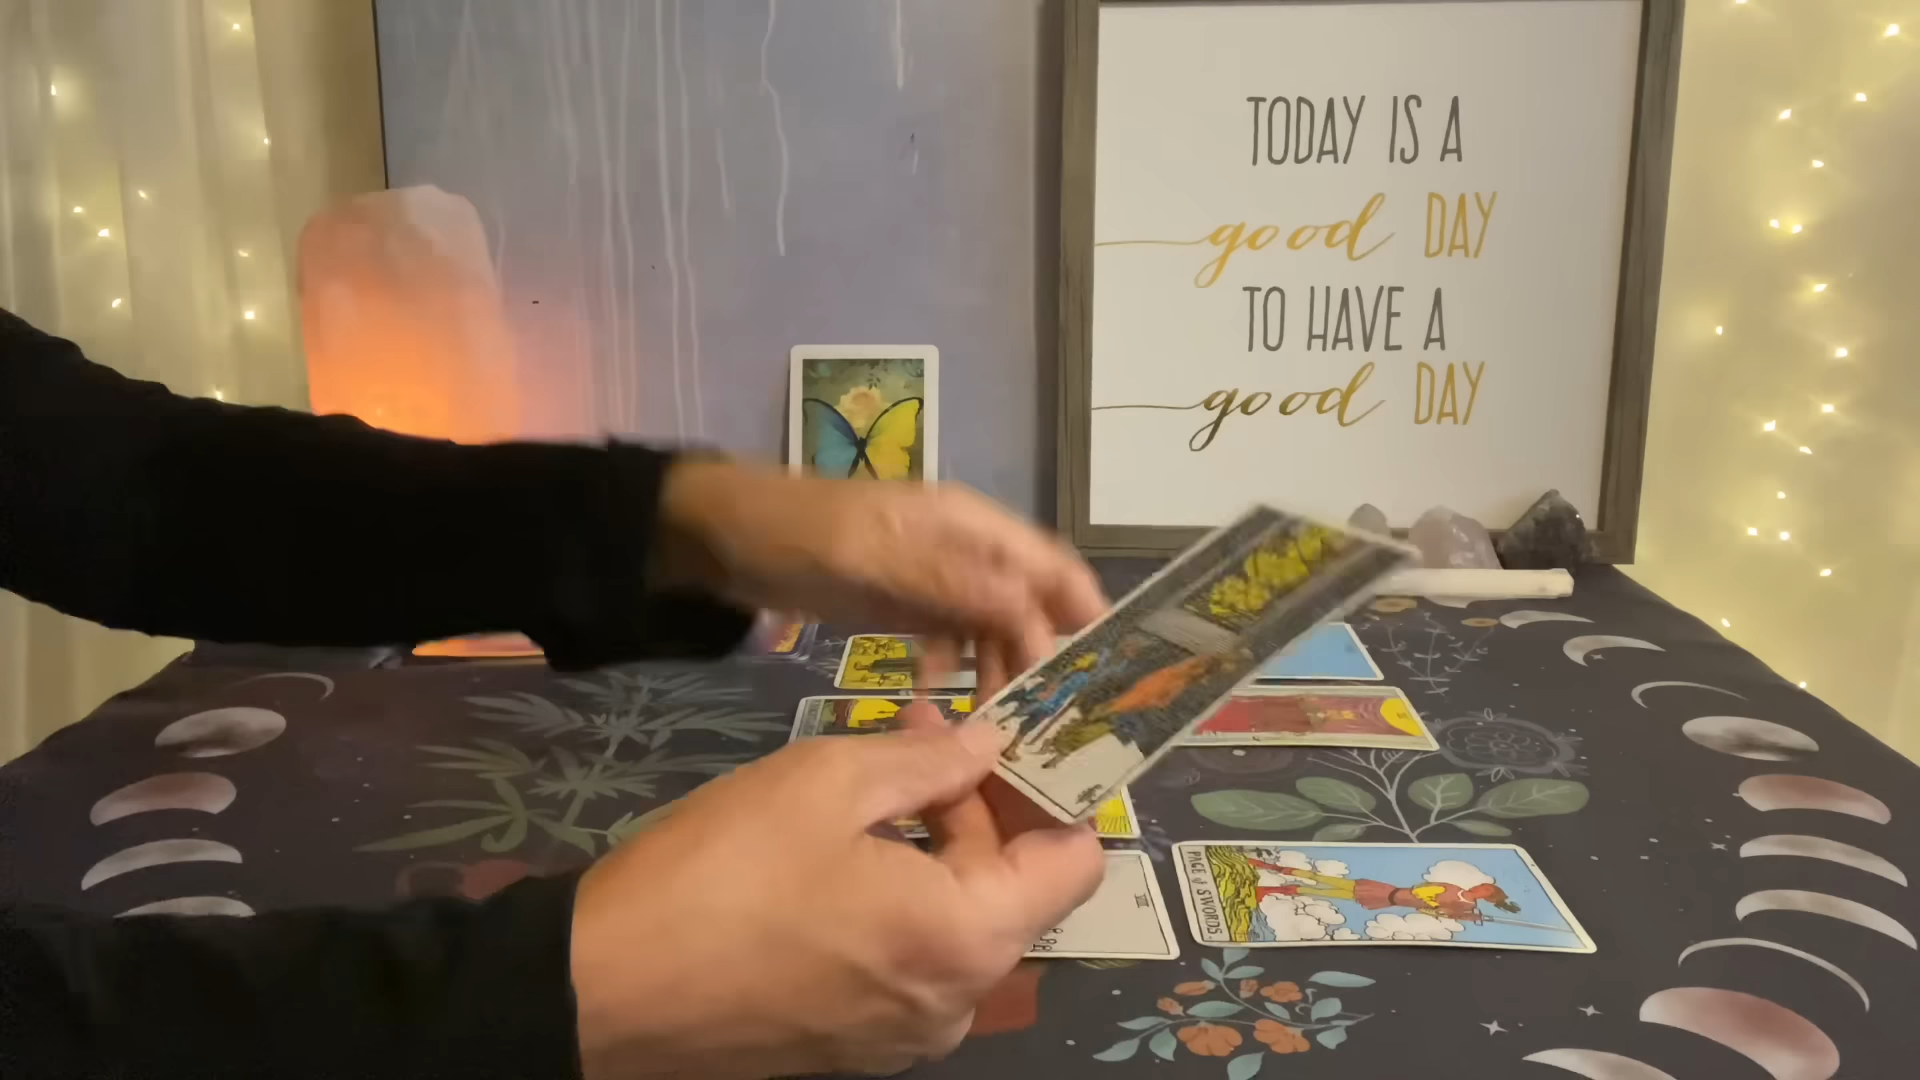 TODAY IS A
good DAY
TO HAVE A
good DAY
PAGE of SWORDS.